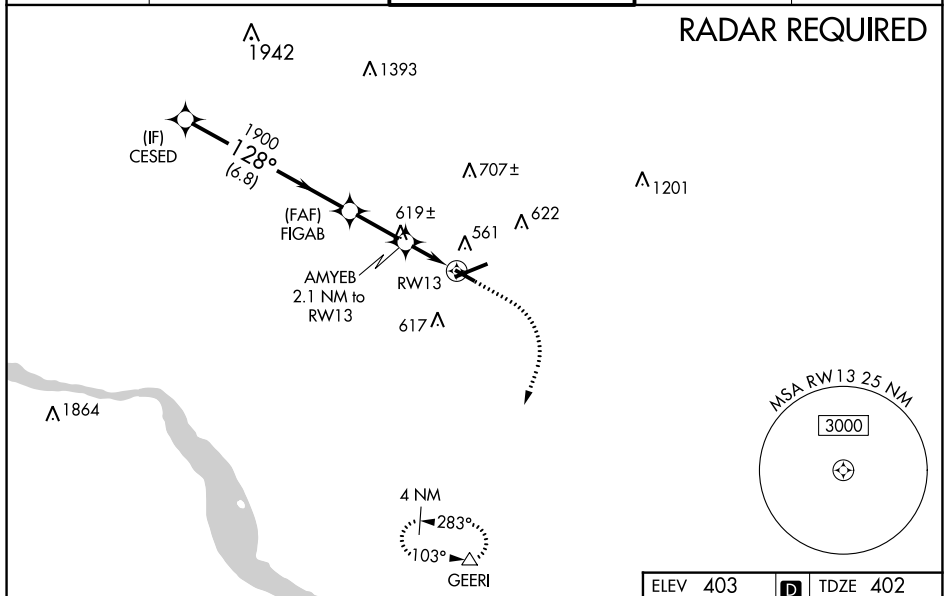 RADAR REQUIRED
1942
1393
(IF)
CESED
1900
128°
(6.8)
707±
1201
(FAF)
FIGAB
619±
622
561
AMYEB
2.1 NM to
RW13
RW13
617
1864
MSA RW13 25 NM
3000
4 NM
283°
103°
GEERI
ELEV 403 D TDZE 402